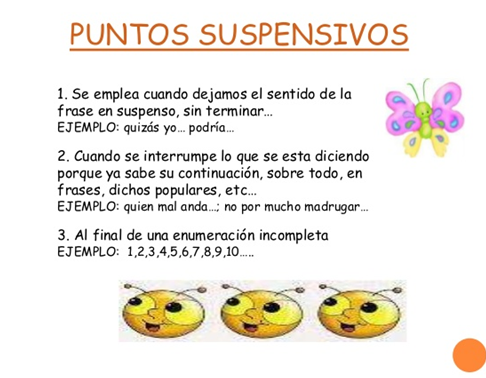 PUNTOS SUSPENSIVOS
1. Se emplea cuando dejamos el sentido de la
frase en suspenso, sin terminar...
EJEMPLO: quizás yo... podría...
2. Cuando se interrumpe lo que se esta diciendo
porque ya sabe su continuación, sobre todo, en
frases, dichos populares, etc...
EJEMPLO: quien mal anda...; no por mucho madrugar...
3. Al final de una enumeración incompleta
EJEMPLO: 1,2,3,4,5,6,7,8,9,10.....